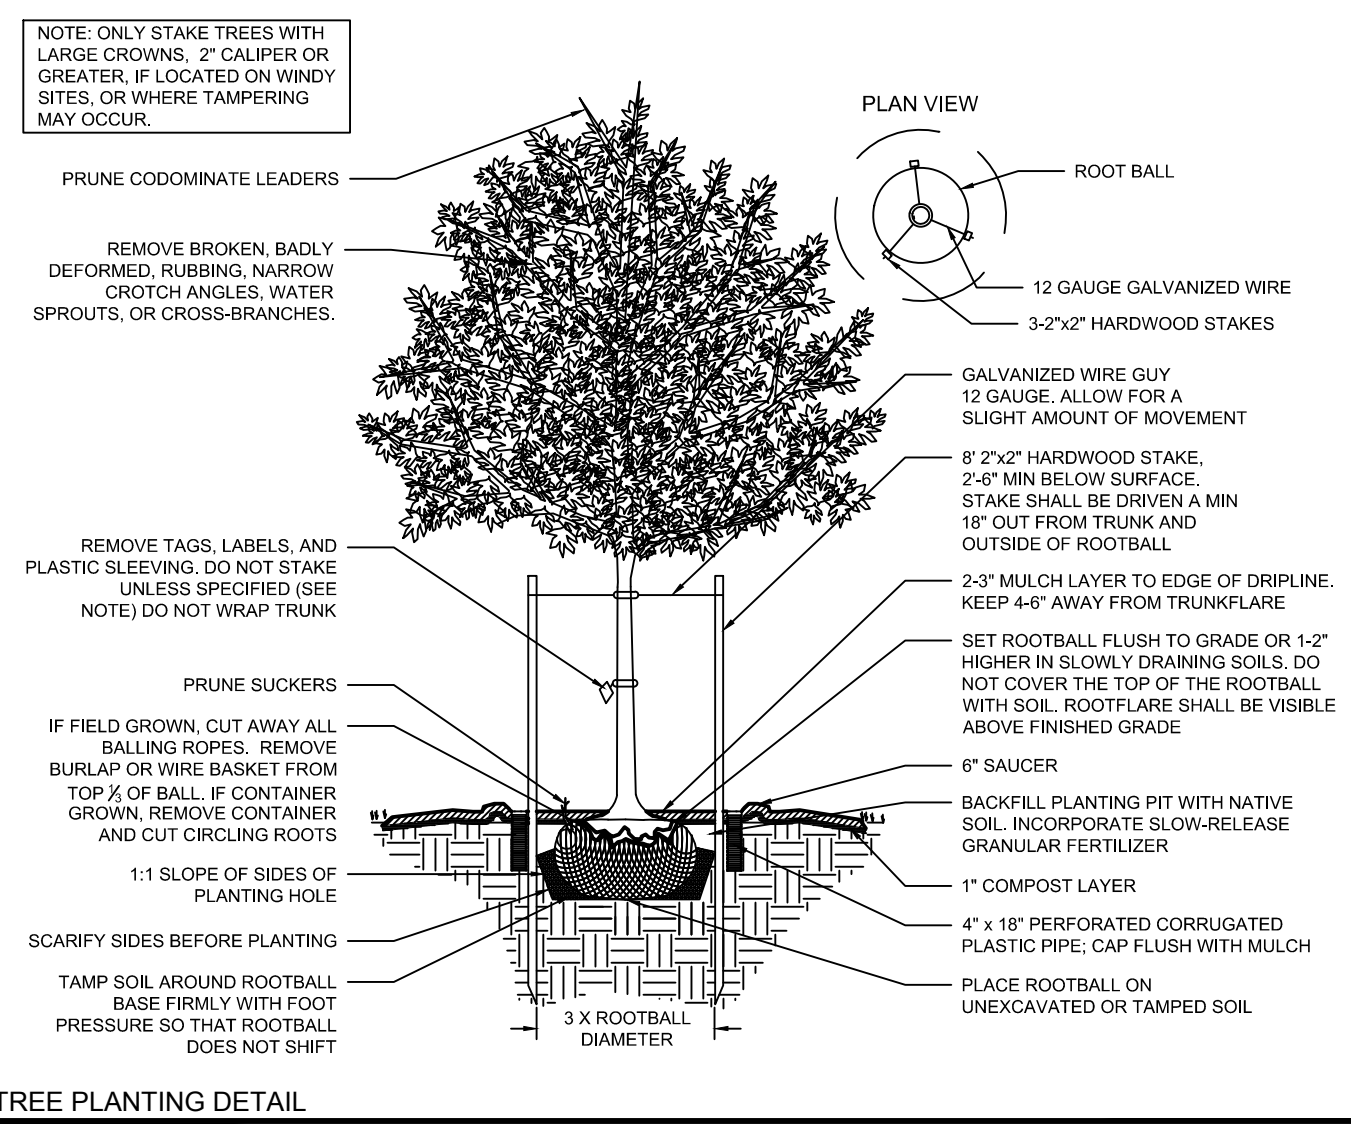 NOTE: ONLY STAKE TREES WITH
LARGE CROWNS, 2" CALIPER OR
GREATER, IF LOCATED ON WINDY
SITES, OR WHERE TAMPERING
MAY OCCUR.
PRUNE CODOMINATE LEADERS
REMOVE BROKEN, BADLY
DEFORMED, RUBBING, NARROW
CROTCH ANGLES, WATER
SPROUTS, OR CROSS-BRANCHES.
REMOVE TAGS, LABELS, AND
PLASTIC SLEEVING. DO NOT STAKE
UNLESS SPECIFIED (SEE
NOTE) DO NOT WRAP TRUNK
PRUNE SUCKERS
IF FIELD GROWN, CUT AWAY ALL
BALLING ROPES. REMOVE
BURLAP OR WIRE BASKET FROM
TOP ⅓ OF BALL. IF CONTAINER
GROWN, REMOVE CONTAINER
AND CUT CIRCLING ROOTS
1:1 SLOPE OF SIDES OF
PLANTING HOLE
SCARIFY SIDES BEFORE PLANTING
TAMP SOIL AROUND ROOTBALL
BASE FIRMLY WITH FOOT
PRESSURE SO THAT ROOTBALL
DOES NOT SHIFT
3 X ROOTBALL
DIAMETER
PLAN VIEW
ROOT BALL
12 GAUGE GALVANIZED WIRE
3-2"x2" HARDWOOD STAKES
GALVANIZED WIRE GUY
12 GAUGE. ALLOW FOR A
SLIGHT AMOUNT OF MOVEMENT
8' 2"x2" HARDWOOD STAKE,
2'-6" MIN BELOW SURFACE.
STAKE SHALL BE DRIVEN A MIN
18" OUT FROM TRUNK AND
OUTSIDE OF ROOTBALL
2-3" MULCH LAYER TO EDGE OF DRIPLINE.
KEEP 4-6" AWAY FROM TRUNKFLARE
SET ROOTBALL FLUSH TO GRADE OR 1-2"
HIGHER IN SLOWLY DRAINING SOILS. DO
NOT COVER THE TOP OF THE ROOTBALL
WITH SOIL. ROOTFLARE SHALL BE VISIBLE
ABOVE FINISHED GRADE
6" SAUCER
BACKFILL PLANTING PIT WITH NATIVE
SOIL. INCORPORATE SLOW-RELEASE
GRANULAR FERTILIZER
1" COMPOST LAYER
4" x 18" PERFORATED CORRUGATED
PLASTIC PIPE; CAP FLUSH WITH MULCH
PLACE ROOTBALL ON
UNEXCAVATED OR TAMPED SOIL
TREE PLANTING DETAIL